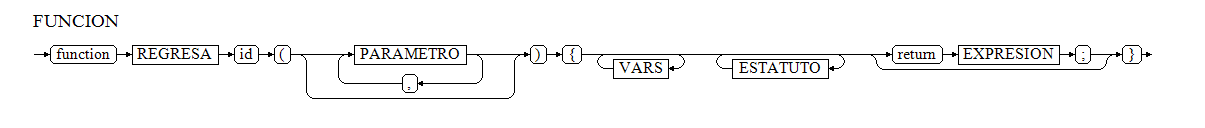 FUNCION
function REGRESA id ( PARAMETRO ) { return EXPRESION ; }
VARS ESTATUTO
,